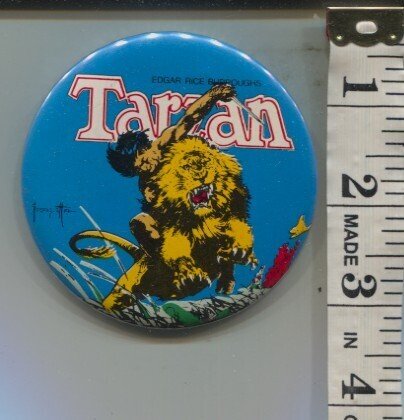 EDGAR RICE BURROUGHS
Tarzan
1
2
MADE
3
IN
4